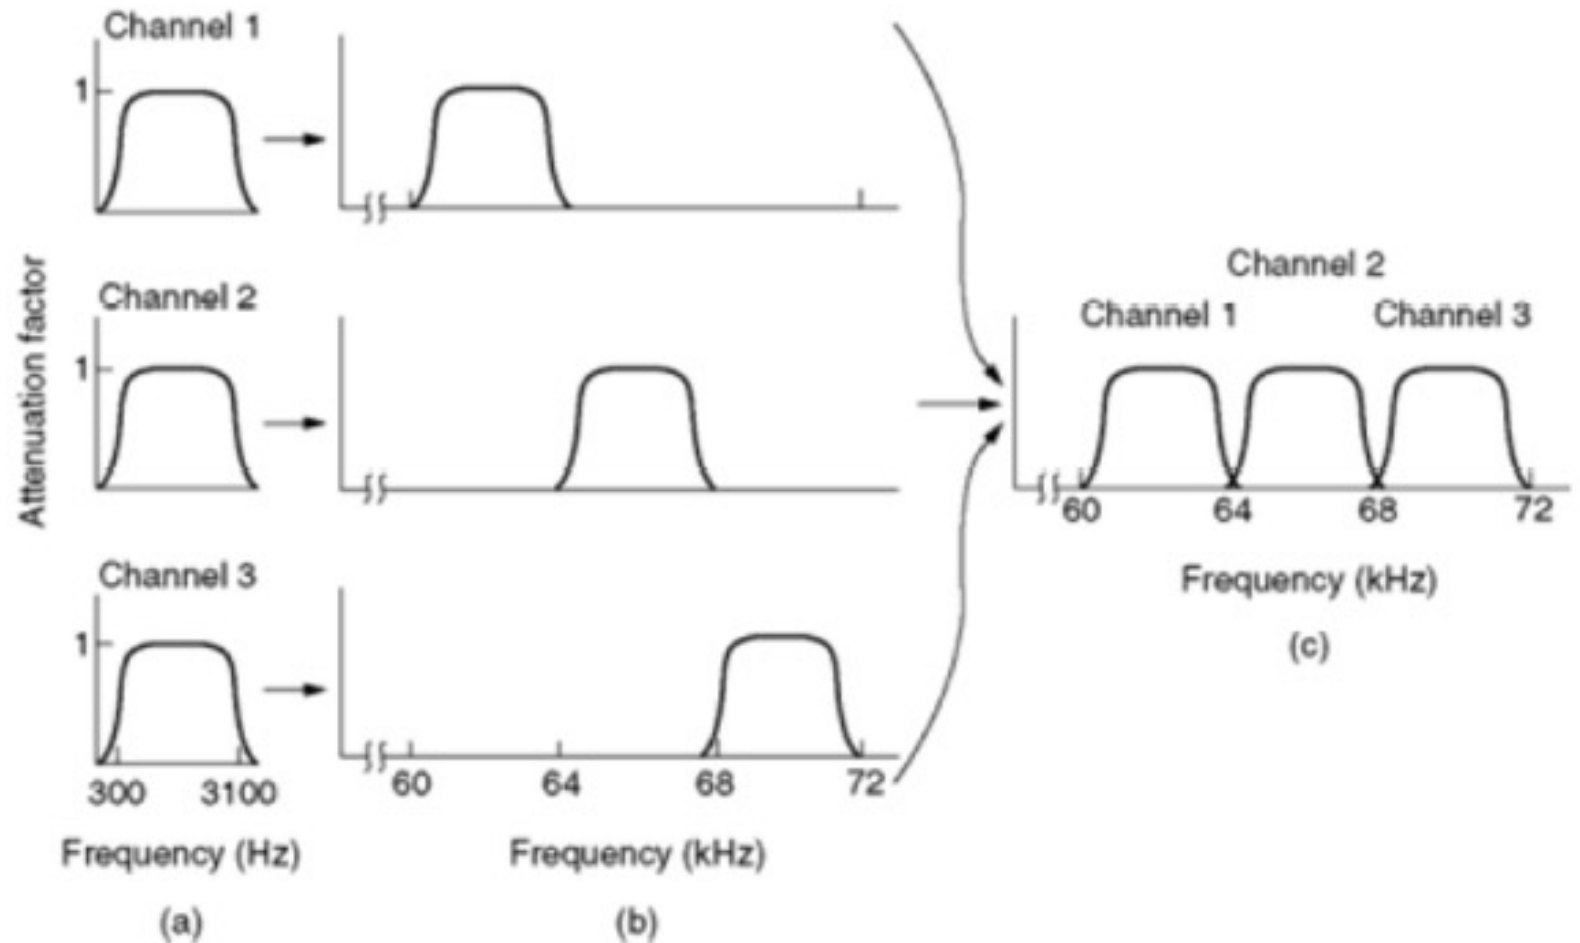 Channel 1
1
Channel 2
1
Channel 3
1
300 3100
Frequency (Hz)
(a)
Attenuation factor
60 64 68 72
Frequency (kHz)
(b)
Channel 2
Channel 1 Channel 3
60 64 68 72
Frequency (kHz)
(c)